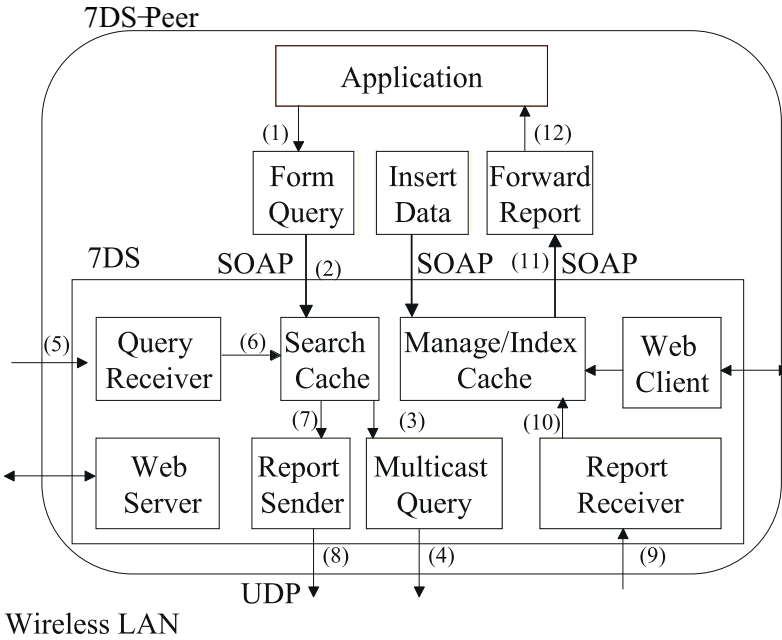 7DS-Peer
Application
(1)
(12)
Form
Query
Insert
Data
Forward
Report
7DS
SOAP
(2)
SOAP
(11)
SOAP
(5)
Query
Receiver
(6)
Search
Cache
Manage/Index
Cache
Web
Client
(7)
(3)
(10)
Web
Server
Report
Sender
Multicast
Query
Report
Receiver
(8)
(4)
(9)
UDP
Wireless LAN